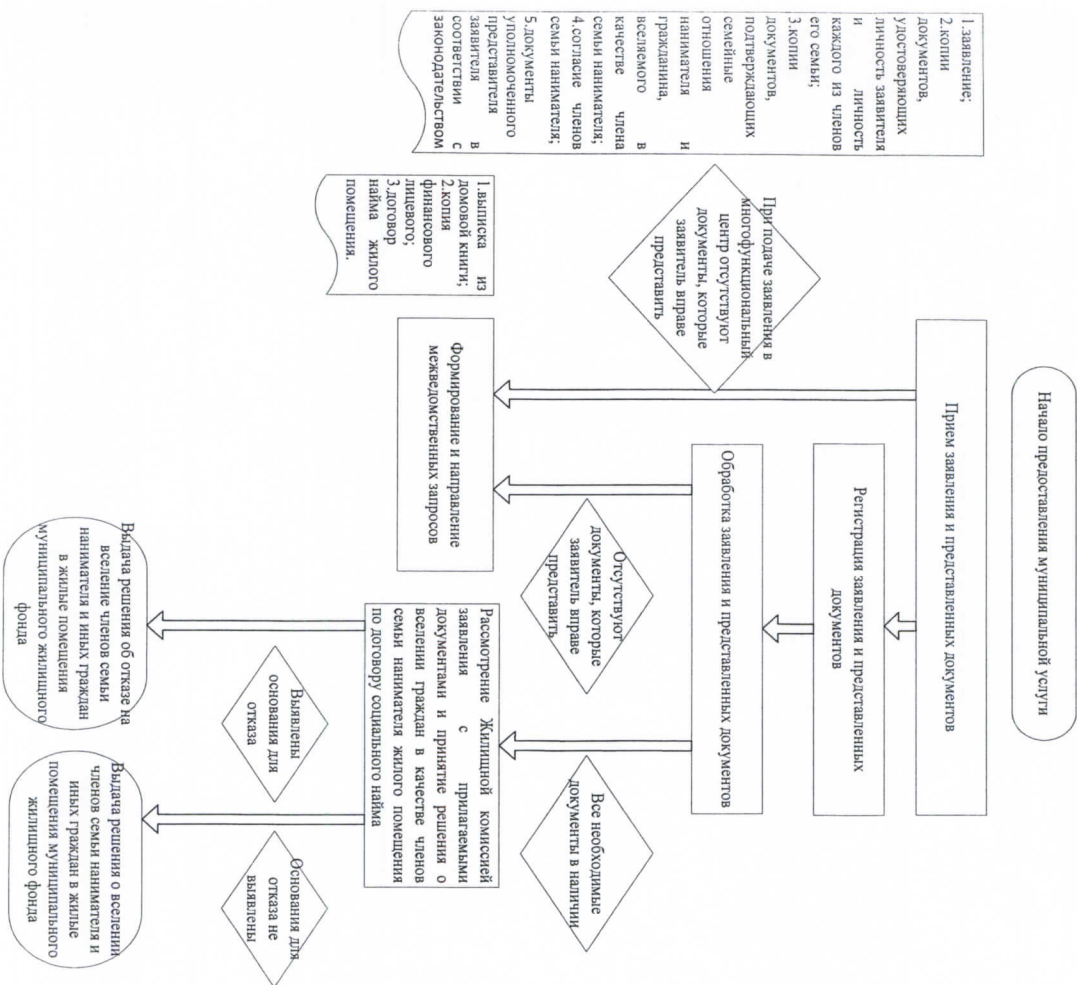 Начало предоставления муниципальной услуги
Прием заявления и представленных документов
1.заявление;
2.копии
документов,
удостоверяющих
личность заявителя
и личность
каждого из членов
его семьи;
3.копии
документов,
подтверждающих
семейные
отношения
нанимателя и
гражданина,
вселяемого в
качестве члена
семьи нанимателя;
4.согласие членов
семьи нанимателя;
5.документы
уполномоченного
представителя
заявителя в
соответствии с
законодательством
Регистрация заявления и представленных
документов
При подаче заявления в
многофункциональный
центр отсутствуют
документы, которые
заявитель вправе
представить
Обработка заявления и представленных документов
Отсутствуют
документы, которые
заявитель вправе
представить
Все необходимые
документы в наличии
1.выписка из
домовой книги;
2.копия
финансового
лицевого;
3.договор
найма жилого
помещения.
Формирование и направление
межведомственных запросов
Рассмотрение Жилищной комиссией
заявления с прилагаемыми
документами и принятие решения о
вселении граждан в качестве членов
семьи нанимателя жилого помещения
по договору социального найма
Выявлены
основания для
отказа
Основания для
отказа не
выявлены
Выдача решения об отказе на
вселение членов семьи
нанимателя и иных граждан
в жилые помещения
муниципального жилищного
фонда
Выдача решения о вселении
членов семьи нанимателя и
иных граждан в жилые
помещения муниципального
жилищного фонда